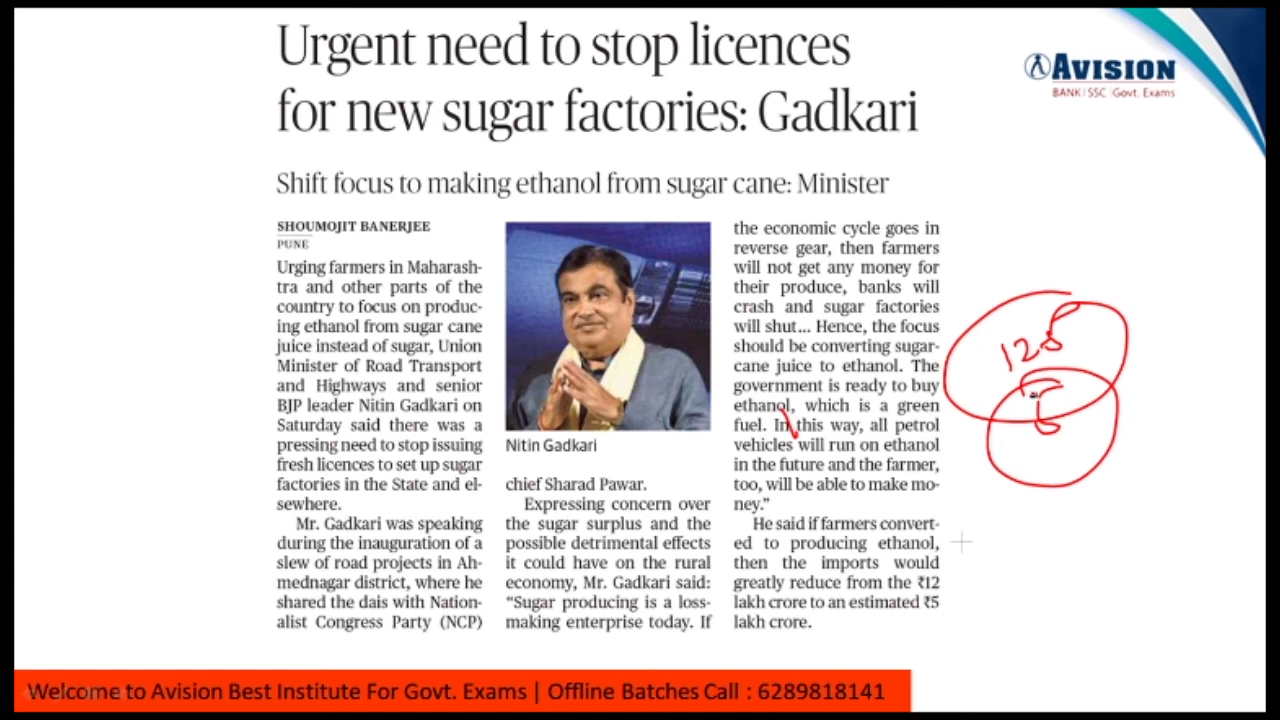 Urgent need to stop licences
for new sugar factories: Gadkari
AVISION
BANK | SSC | Govt. Exams
Shift focus to making ethanol from sugar cane: Minister
SHOUMOJIT BANERJEE
PUNE
Urging farmers in Maharash-
tra and other parts of the
country to focus on produc-
ing ethanol from sugar cane
juice instead of sugar, Union
Minister of Road Transport
and Highways and senior
BJP leader Nitin Gadkari on
Saturday said there was a
pressing need to stop issuing
fresh licences to set up sugar
factories in the State and el-
sewhere.
Mr. Gadkari was speaking
during the inauguration of a
slew of road projects in Ah-
mednagar district, where he
shared the dais with Nation-
alist Congress Party (NCP)
Nitin Gadkari
chief Sharad Pawar.
Expressing concern over
the sugar surplus and the
possible detrimental effects
it could have on the rural
economy, Mr. Gadkari said:
“Sugar producing is a loss-
making enterprise today. If
the economic cycle goes in
reverse gear, then farmers
will not get any money for
their produce, banks will
crash and sugar factories
will shut... Hence, the focus
should be converting sugar-
cane juice to ethanol. The
government is ready to buy
ethanol, which is a green
fuel. In this way, all petrol
vehicles will run on ethanol
in the future and the farmer,
too, will be able to make mo-
ney.”
He said if farmers convert-
ed to producing ethanol,
then the imports would
greatly reduce from the ₹12
lakh crore to an estimated ₹5
lakh crore.
Welcome to Avision Best Institute For Govt. Exams | Offline Batches Call : 6289818141